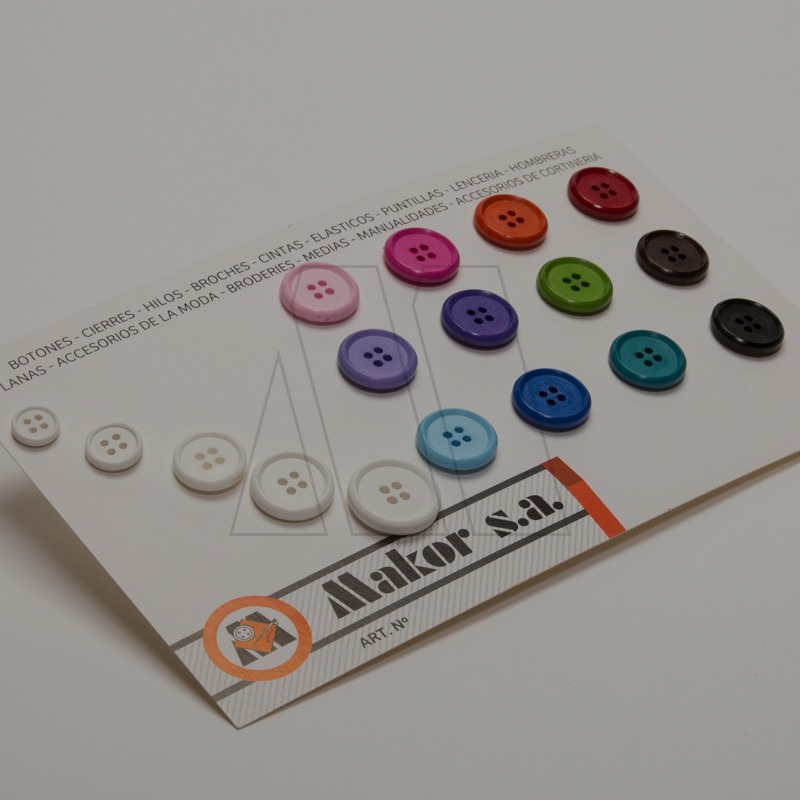 BOTONES - CIERRES - HILOS - BROCHES - CINTAS - ELASTICOS - PUNTILLAS - LENCERIA - HOMBRERAS
LANAS - ACCESORIOS DE LA MODA - BRODERIES - MEDIAS - MANUALIDADES - ACCESORIOS DE CORTINERIA
Makor s.a.
ART. Nº